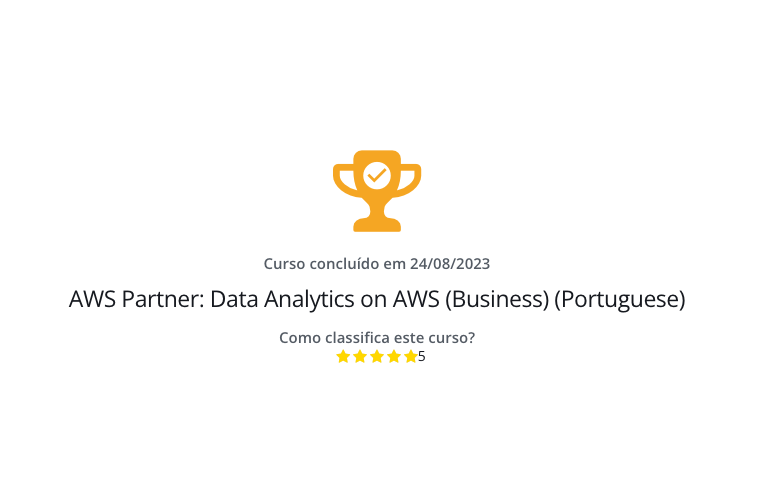 Curso concluído em 24/08/2023
AWS Partner: Data Analytics on AWS (Business) (Portuguese)
Como classifica este curso?
5